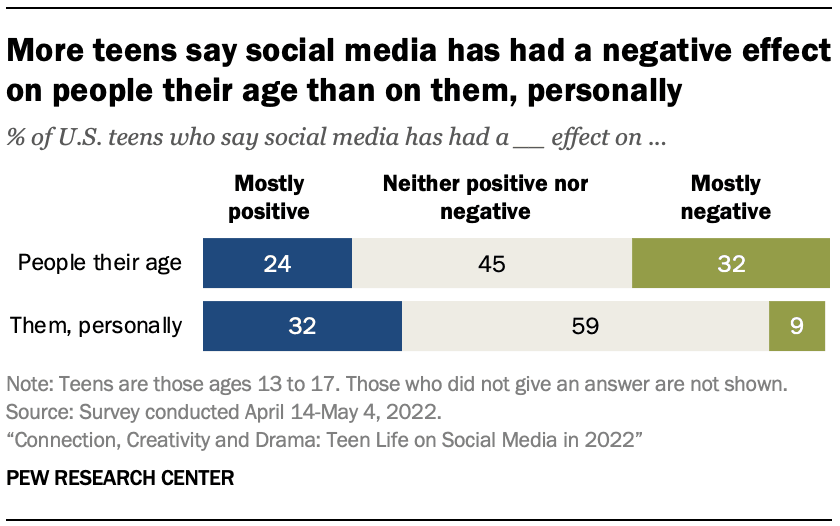 More teens say social media has had a negative effect
on people their age than on them, personally
% of U.S. teens who say social media has had a __ effect on ...
Mostly
positive
Neither positive nor
negative
Mostly
negative
People their age 24 45 32
Them, personally 32 59 9
Note: Teens are those ages 13 to 17. Those who did not give an answer are not shown.
Source: Survey conducted April 14-May 4, 2022.
“Connection, Creativity and Drama: Teen Life on Social Media in 2022”
PEW RESEARCH CENTER